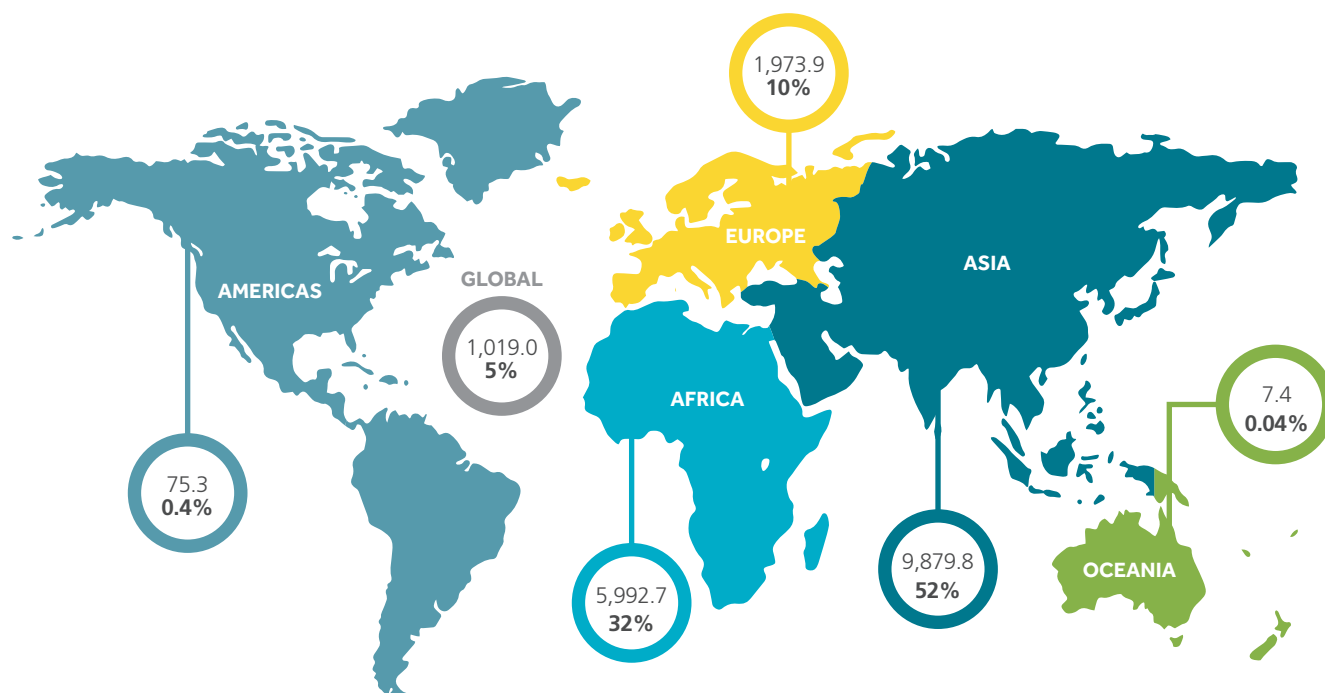 1,973.9
10%
EUROPE
ASIA
GLOBAL
AMERICAS
1,019.0
5%
AFRICA
7.4
0.04%
75.3
0.4%
9,879.8
52%
OCEANIA
5,992.7
32%